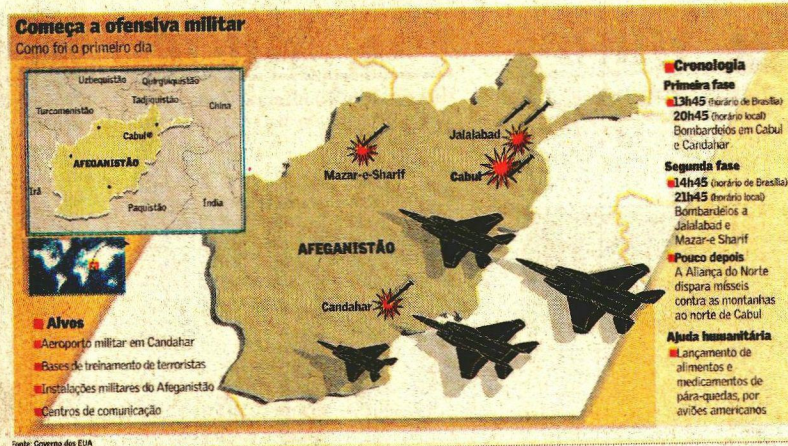 Começa a ofensiva militar
Como foi o primeiro dia
Uzbequistão
Quirguiquistão
Tadjiquistão
Turcomenistão
China
Cabul
AFEGANISTÃO
Irã
Paquistão
Índia
Jalalabad
Mazar-e-Sharif
Cabul
AFEGANISTÃO
Candahar
Alvos
Aeroporto militar em Candahar
Bases de treinamento de terroristas
Instalações militares do Afeganistão
Centros de comunicação
Cronologia
Primeira fase
13h45 (horário de Brasília)
20h45 (horário local)
Bombardeios em Cabul
e Candahar
Segunda fase
14h45 (horário de Brasília)
21h45 (horário local)
Bombardeios a
Jalalabad e
Mazar-e Sharif
Pouco depois
A Aliança do Norte
dispara mísseis
contra as montanhas
ao norte de Cabul
Ajuda humanitária
Lançamento de
alimentos e
medicamentos de
pára-quedas, por
aviões americanos
Fonte: Governo dos EUA